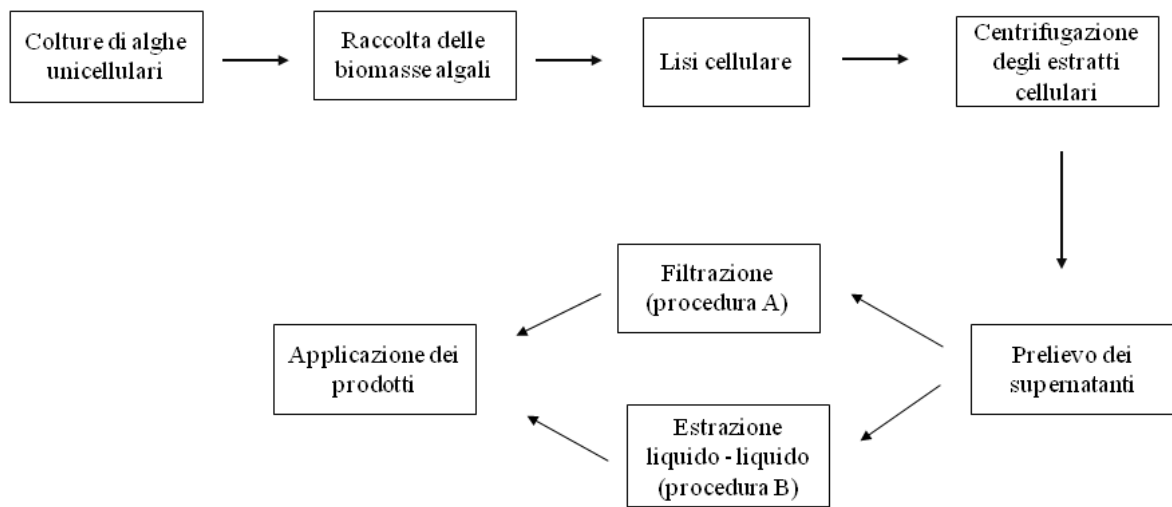 Colture di alghe
unicellulari
Raccolta delle
biomasse algali
Lisi cellulare
Centrifugazione
degli estratti
cellulari
Filtrazione
(procedura A)
Applicazione dei
prodotti
Prelievo dei
supernatanti
Estrazione
liquido - liquido
(procedura B)